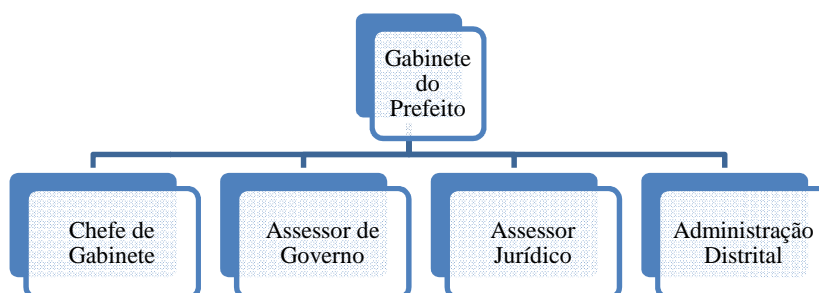 Gabinete
do
Prefeito
Chefe de
Gabinete
Assessor de
Governo
Assessor
Jurídico
Administração
Distrital